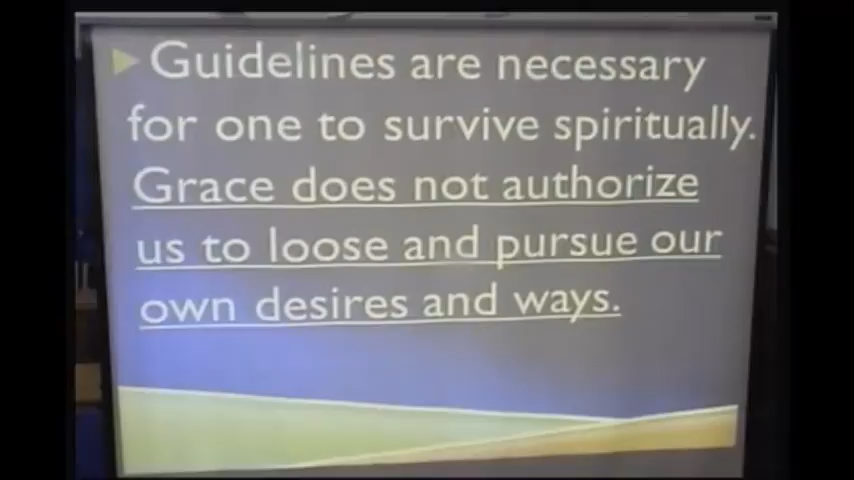 Guidelines are necessary
for one to survive spiritually.
Grace does not authorize
us to loose and pursue our
own desires and ways.